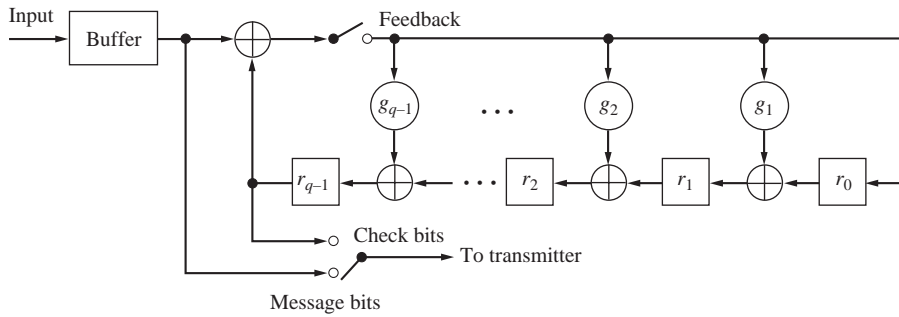 Input
Buffer
Feedback
g_{q–1}
. . .
g_2
g_1
r_{q–1}
. . .
r_2
r_1
r_0
Check bits
To transmitter
Message bits